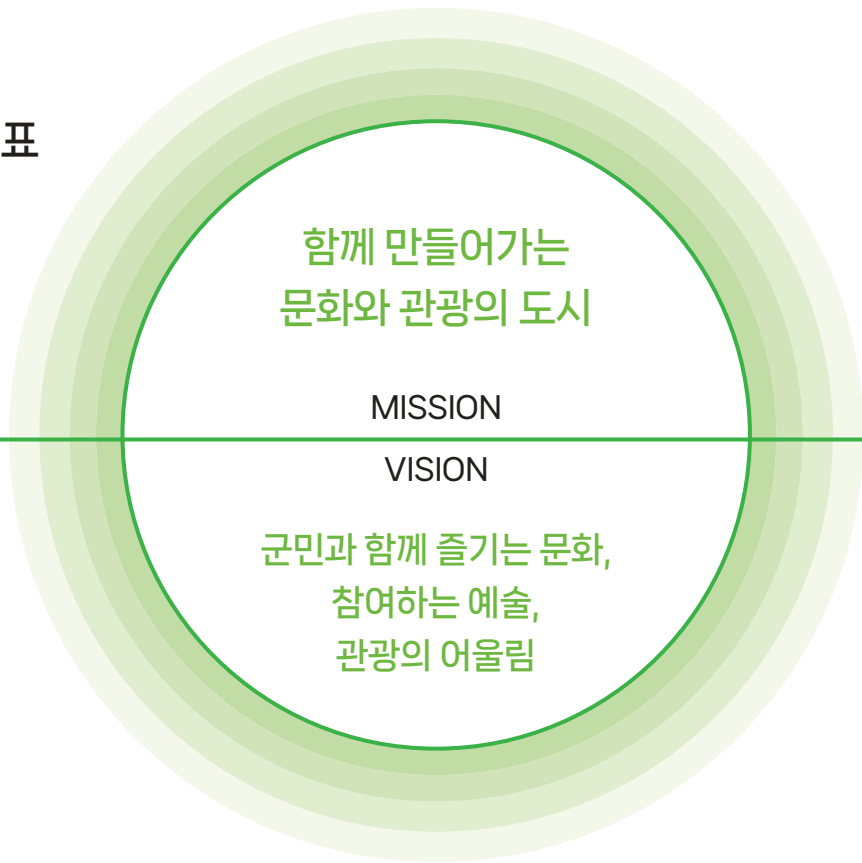 표
함께 만들어가는
문화와 관광의 도시
MISSION
VISION
군민과 함께 즐기는 문화,
참여하는 예술,
관광의 어울림